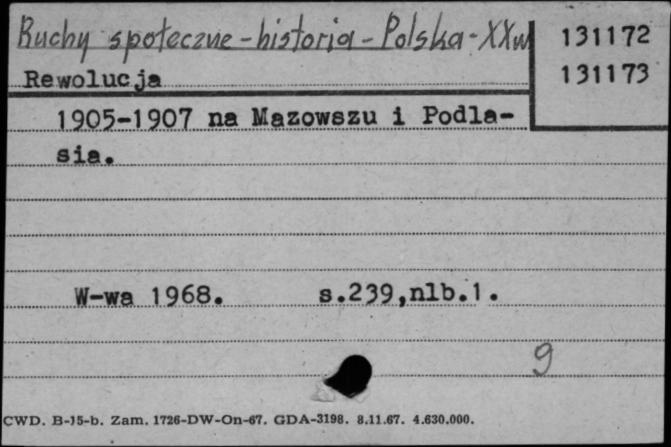 Ruchy społeczne - historia - Polska - XXw
131172
Rewolucja
131173
1905-1907 na Mazowszu i Podla-
sia.
W-wa 1968. s.239,nlb.1.
9
CWD. B-15-b. Zam. 1726-DW-On-67. GDA-3198. 8.11.67. 4.630.000.